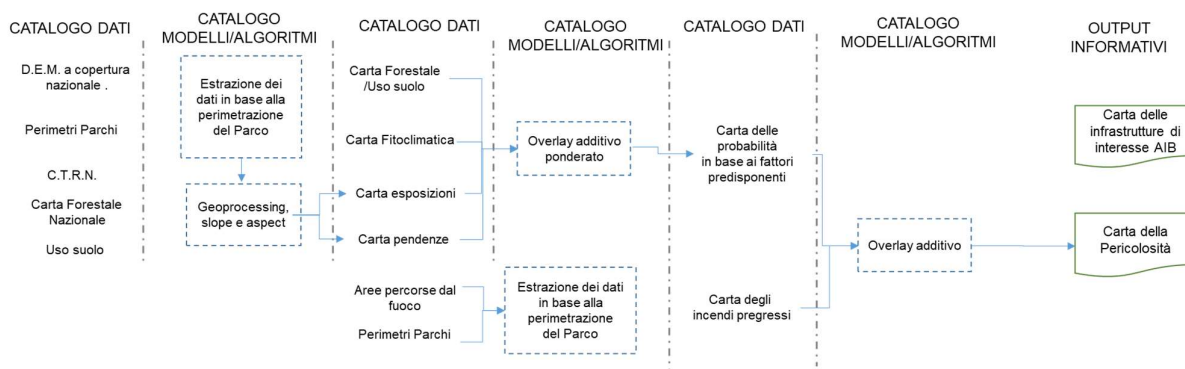 CATALOGO DATI
D.E.M. a copertura
nazionale .
Perimetri Parchi
C.T.R.N.
Carta Forestale
Nazionale
Uso suolo
CATALOGO
MODELLI/ALGORITMI
Estrazione dei
dati in base alla
perimetrazione
del Parco
Geoprocessing,
slope e aspect
CATALOGO DATI
Carta Forestale
/Uso suolo
Carta Fitoclimatica
Carta esposizioni
Carta pendenze
Aree percorse dal
fuoco
Perimetri Parchi
CATALOGO
MODELLI/ALGORITMI
Overlay additivo
ponderato
Estrazione dei dati
in base alla
perimetrazione
del Parco
CATALOGO DATI
Carta delle
probabilità
in base ai fattori
predisponenti
Carta degli
incendi pregressi
CATALOGO
MODELLI/ALGORITMI
Overlay additivo
OUTPUT
INFORMATIVI
Carta delle
infrastrutture di
interesse AIB
Carta della
Pericolosità